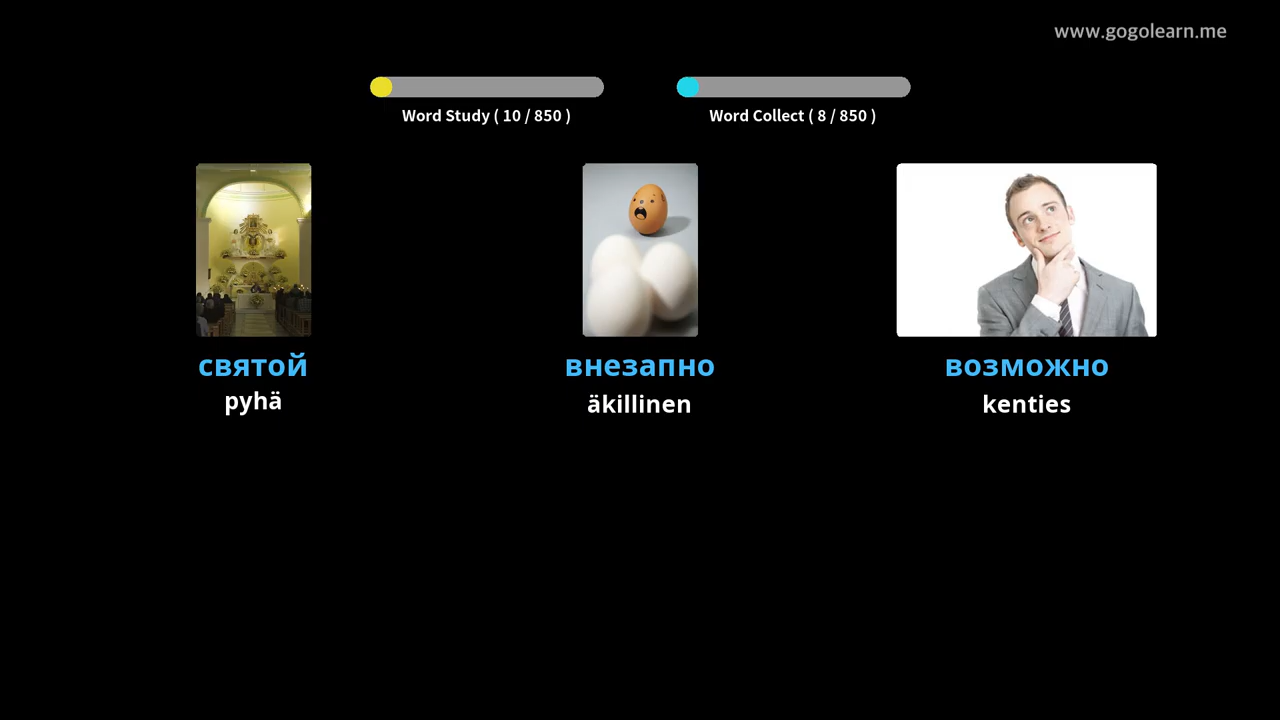 www.gogolearn.me
Word Study ( 10 / 850 )
Word Collect ( 8 / 850 )
святой
внезапно
возможно
pyhä
äkillinen
kenties